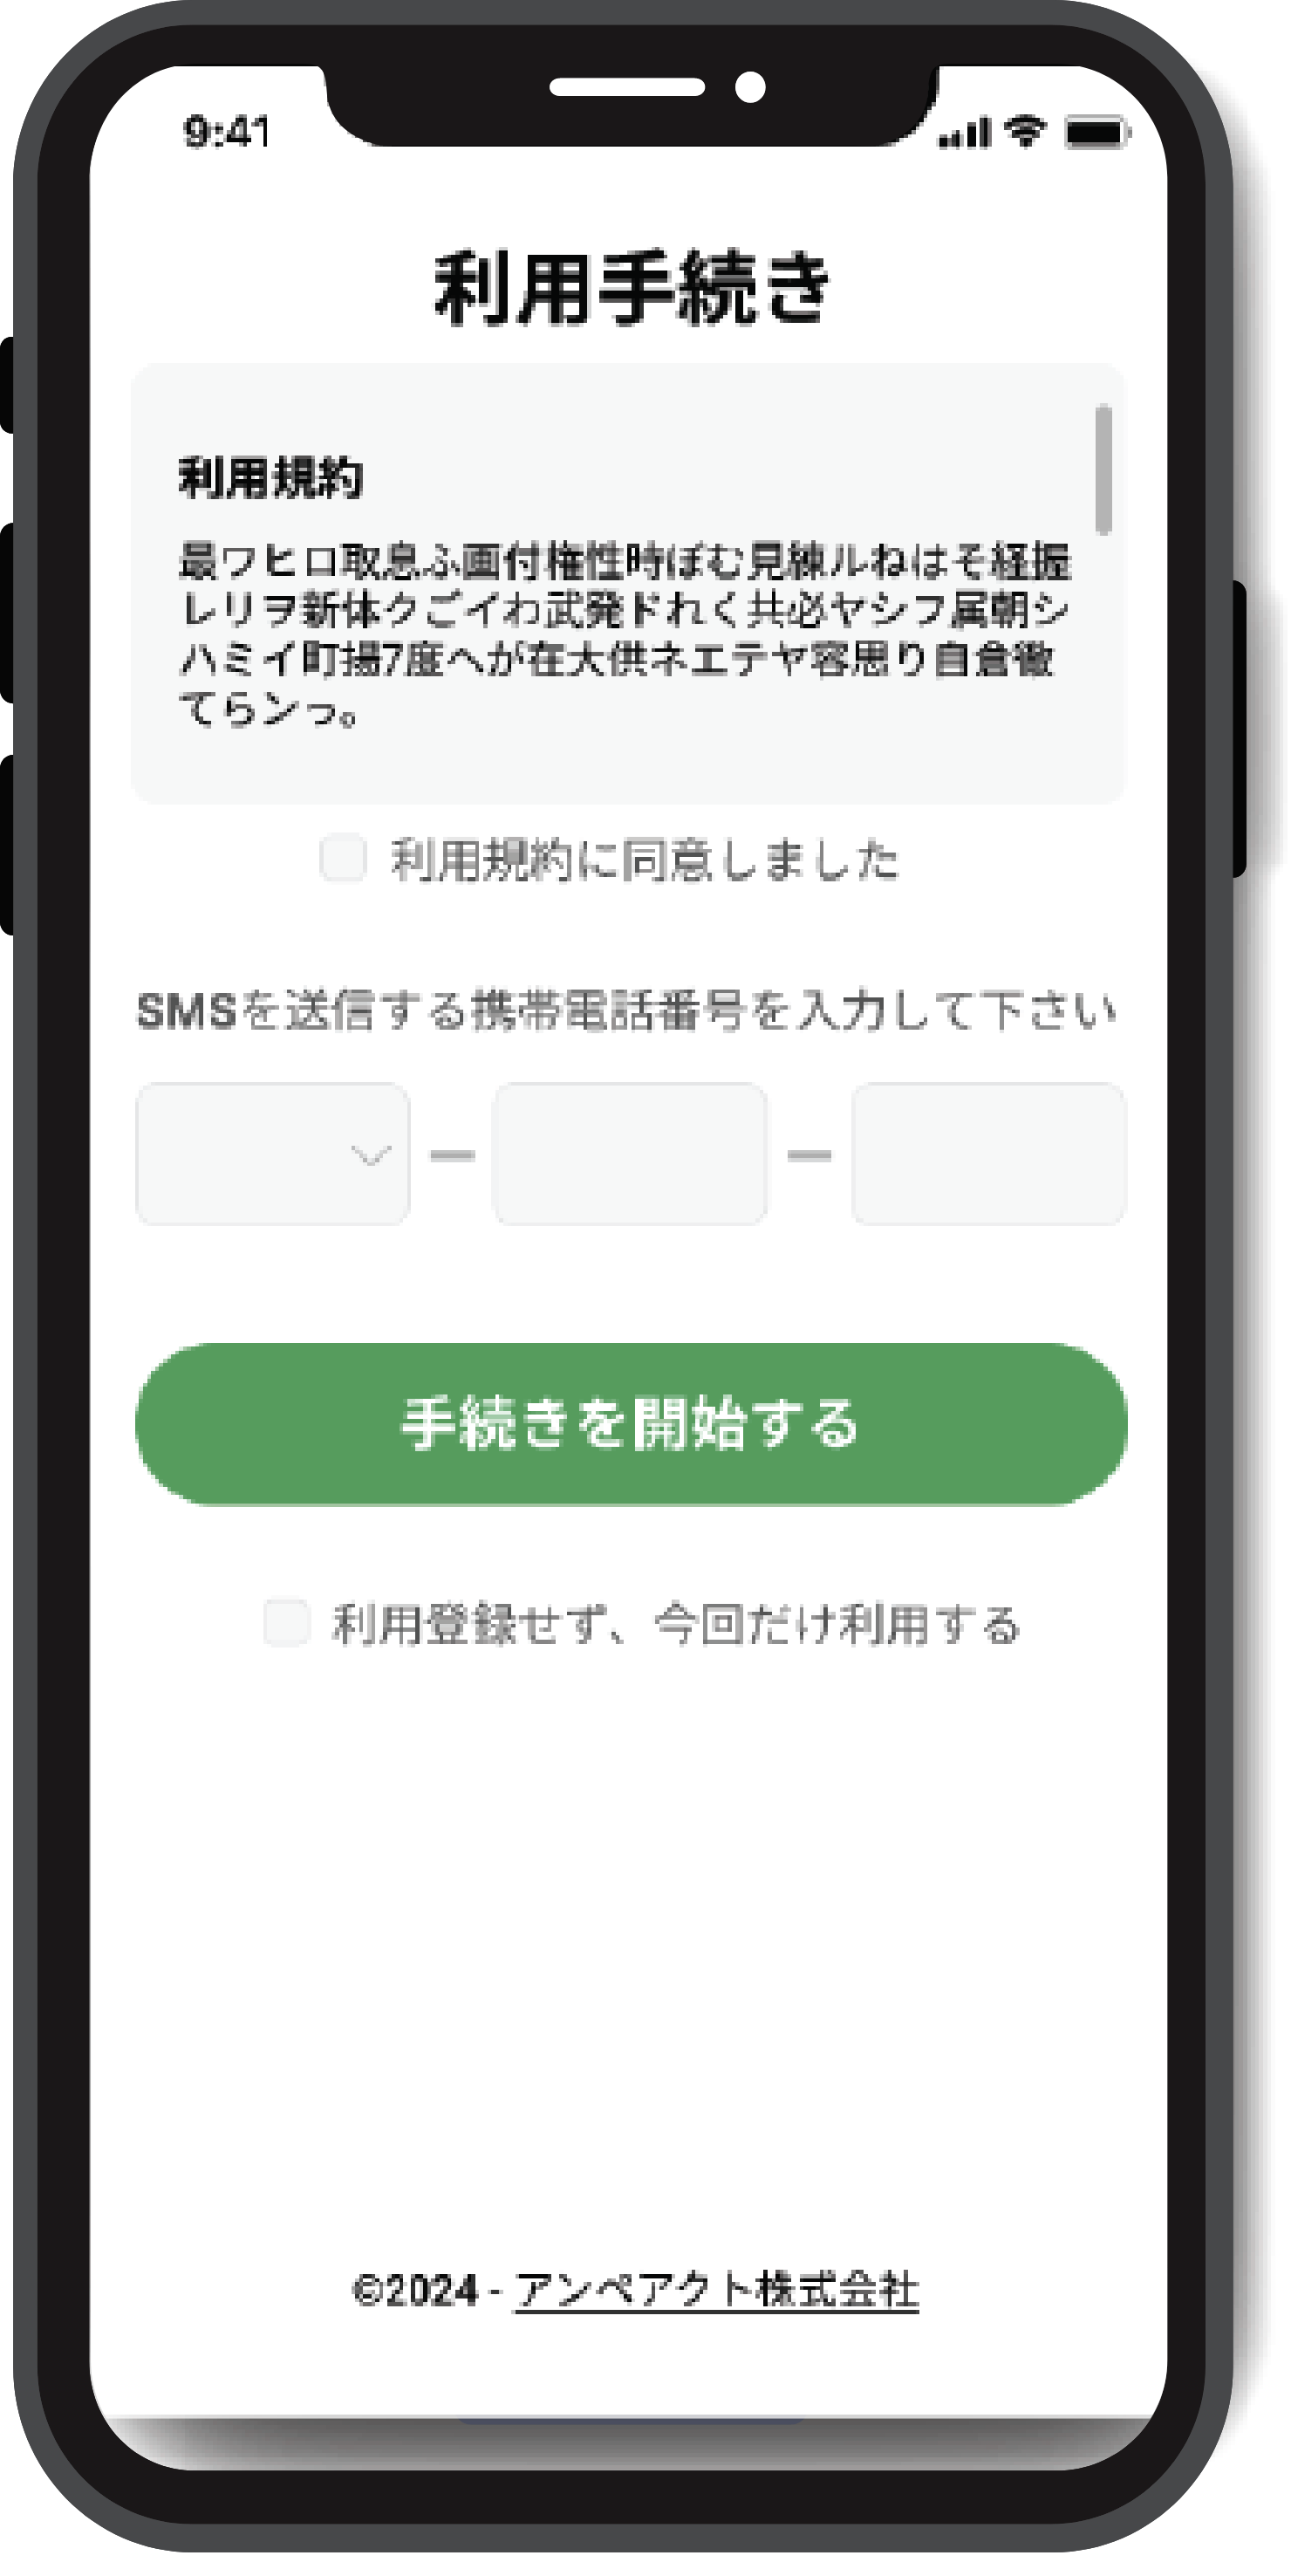 9:41
利用手続き
利用規約
最ワヒロ取息ふ画付権性時ぼむ見練ルねはそ経握
レリヲ新体クごイわ武発ドれく共必ヤシフ属朝シ
ハミイ町揚7度へが在大供ネエテヤ容思り自倉徹
てらンっ。
利用規約に同意しました
SMSを送信する携帯電話番号を入力して下さい
手続きを開始する
利用登録せず、今回だけ利用する
©2024 - アンペアクト株式会社